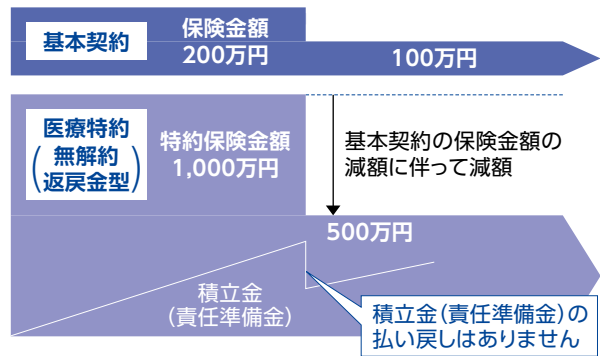 基本契約
保険金額
200万円
100万円
医療特約
(無解約
返戻金型)
特約保険金額
1,000万円
基本契約の保険金額の
減額に伴って減額
500万円
積立金
(責任準備金)
積立金(責任準備金)の
払い戻しはありません